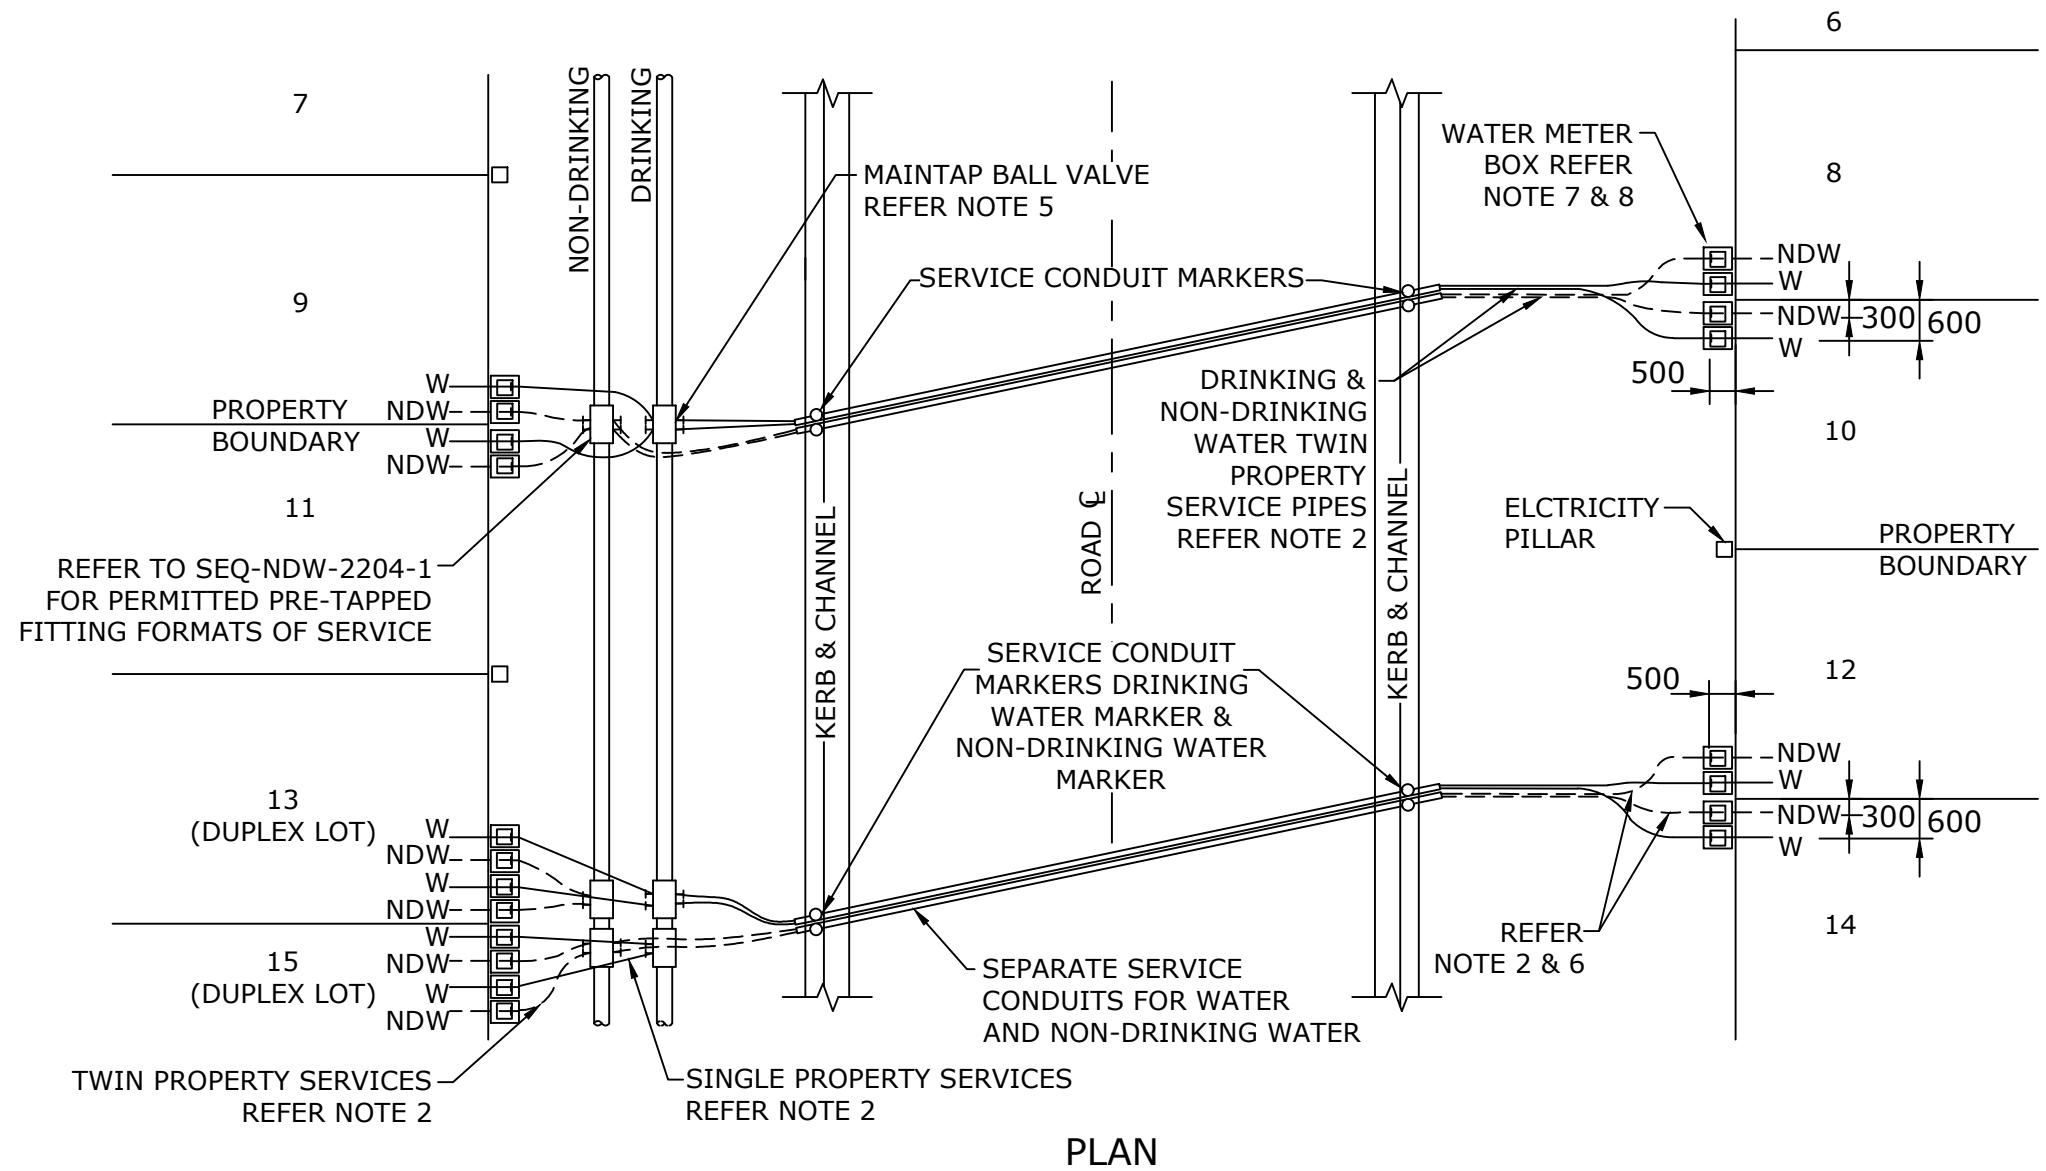 6
7
NON-DRINKING
DRINKING
WATER METER
BOX REFER
NOTE 7 & 8
MAINTAP BALL VALVE
REFER NOTE 5
8
NDW
W
NDW
W
300
600
500
SERVICE CONDUIT MARKERS
9
W
NDW
W
NDW
PROPERTY
BOUNDARY
DRINKING &
NON-DRINKING
WATER TWIN
PROPERTY
SERVICE PIPES
REFER NOTE 2
10
11
KERB & CHANNEL
ROAD ℄
KERB & CHANNEL
ELCTRICITY
PILLAR
PROPERTY
BOUNDARY
REFER TO SEQ-NDW-2204-1
FOR PERMITTED PRE-TAPPED
FITTING FORMATS OF SERVICE
SERVICE CONDUIT
MARKERS DRINKING
WATER MARKER &
NON-DRINKING WATER
MARKER
500
12
NDW
W
NDW
W
300
600
13
(DUPLEX LOT)
W
NDW
W
NDW
W
NDW
W
NDW
15
(DUPLEX LOT)
REFER
NOTE 2 & 6
14
SEPARATE SERVICE
CONDUITS FOR WATER
AND NON-DRINKING WATER
TWIN PROPERTY SERVICES
REFER NOTE 2
SINGLE PROPERTY SERVICES
REFER NOTE 2
PLAN